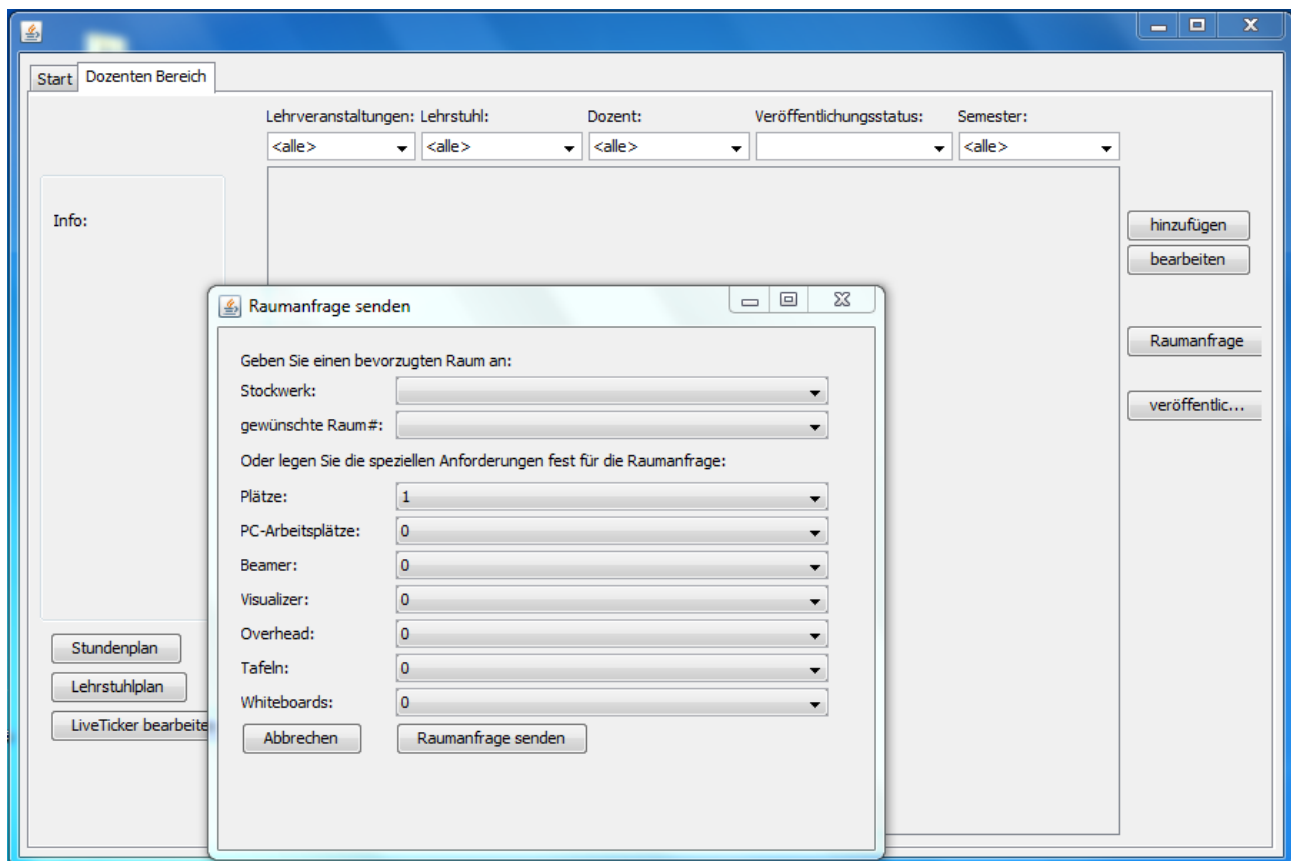 Start Dozenten Bereich
Lehrveranstaltungen: Lehrstuhl: Dozent: Veröffentlichungsstatus: Semester:
<alle> <alle> <alle> <alle>
Info:
hinzufügen
bearbeiten
Raumanfrage
veröffentlic...
Stundenplan
Lehrstuhlplan
LiveTicker bearbeite
Raumanfrage senden
Geben Sie einen bevorzugten Raum an:
Stockwerk:
gewünschte Raum#:
Oder legen Sie die speziellen Anforderungen fest für die Raumanfrage:
Plätze: 1
PC-Arbeitsplätze: 0
Beamer: 0
Visualizer: 0
Overhead: 0
Tafeln: 0
Whiteboards: 0
Abbrechen Raumanfrage senden